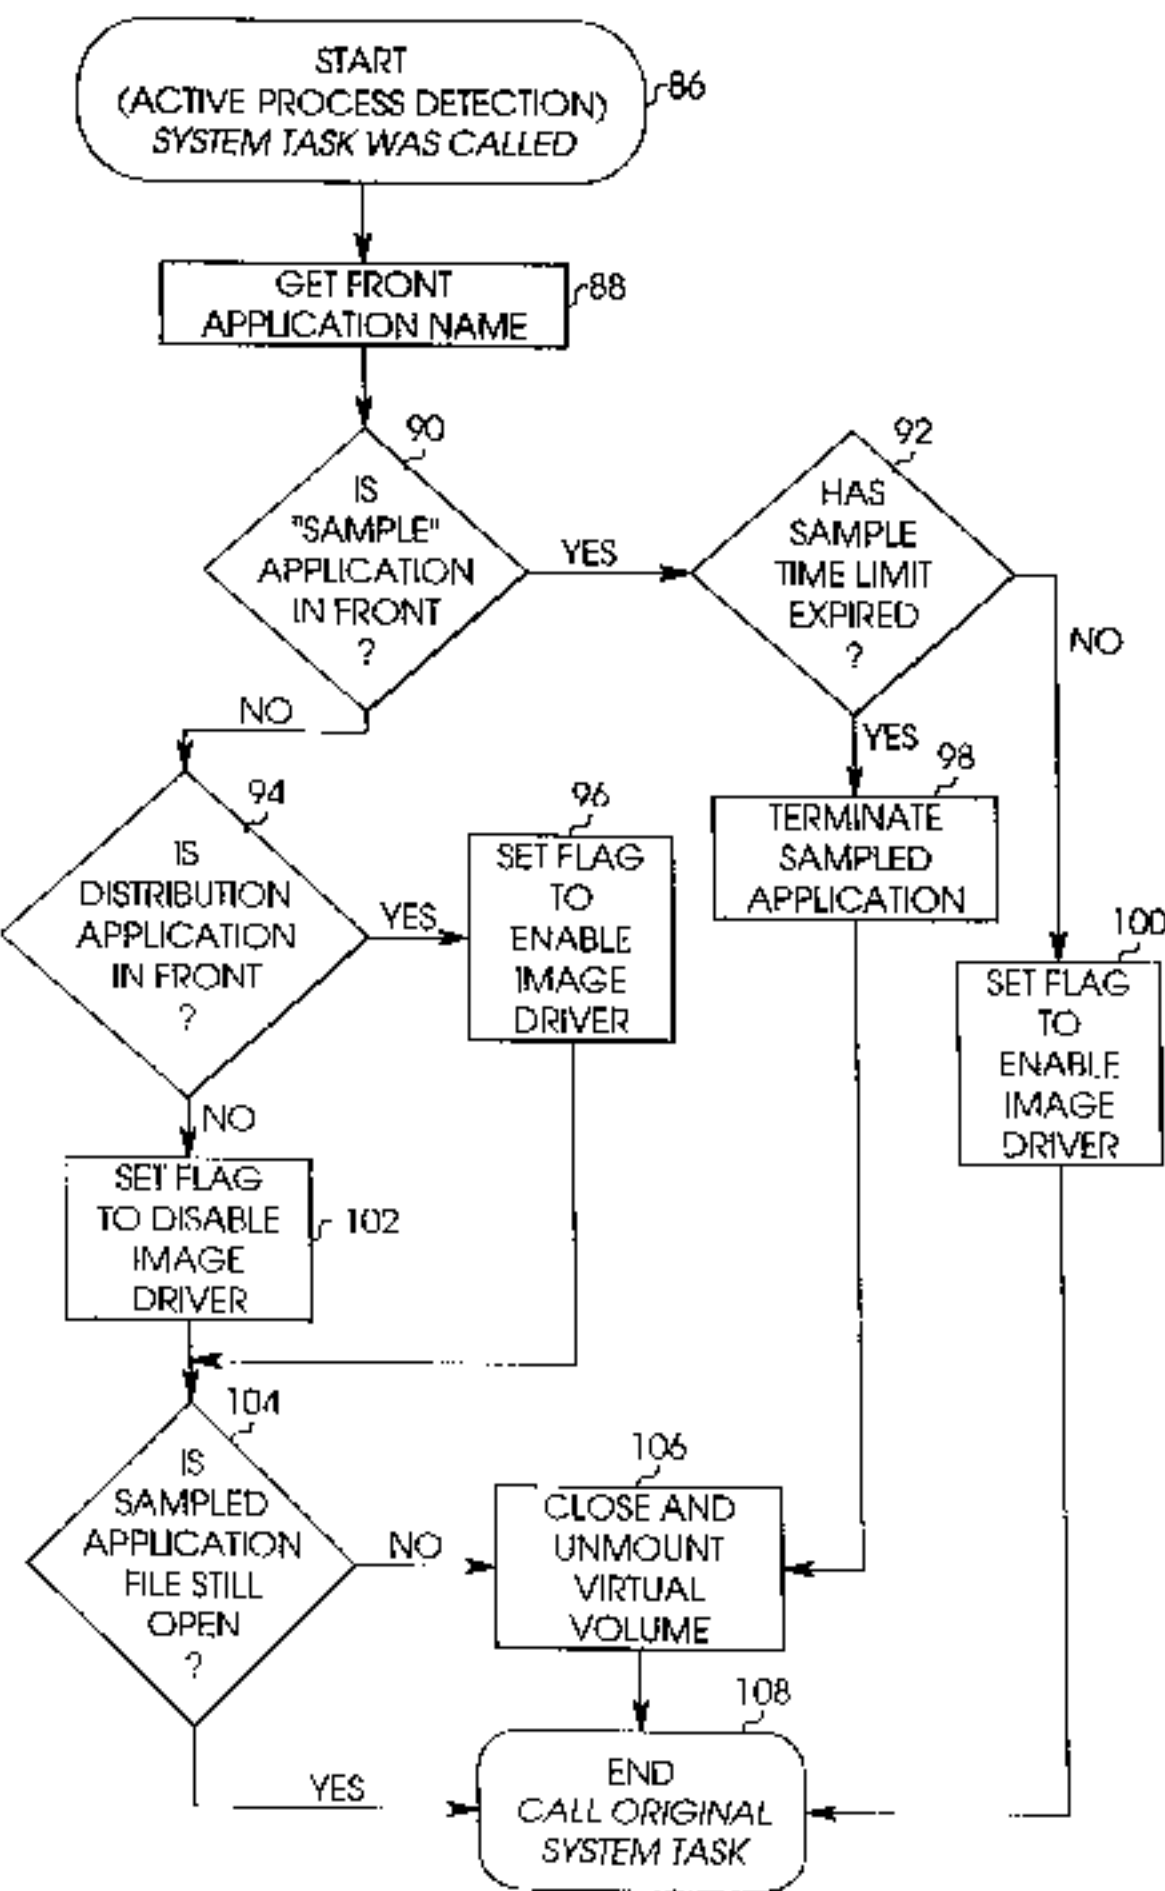 START
(ACTIVE PROCESS DETECTION)
SYSTEM TASK WAS CALLED
86
GET FRONT
APPLICATION NAME
88
90
IS
"SAMPLE"
APPLICATION
IN FRONT
?
YES
NO
92
HAS
SAMPLE
TIME LIMIT
EXPIRED
?
NO
YES
94
IS
DISTRIBUTION
APPLICATION
IN FRONT
?
YES
NO
96
SET FLAG
TO
ENABLE
IMAGE
DRIVER
98
TERMINATE
SAMPLED
APPLICATION
100
SET FLAG
TO
ENABLE
IMAGE
DRIVER
SET FLAG
TO DISABLE
IMAGE
DRIVER
102
104
IS
SAMPLED
APPLICATION
FILE STILL
OPEN
?
NO
YES
106
CLOSE AND
UNMOUNT
VIRTUAL
VOLUME
108
END
CALL ORIGINAL
SYSTEM TASK